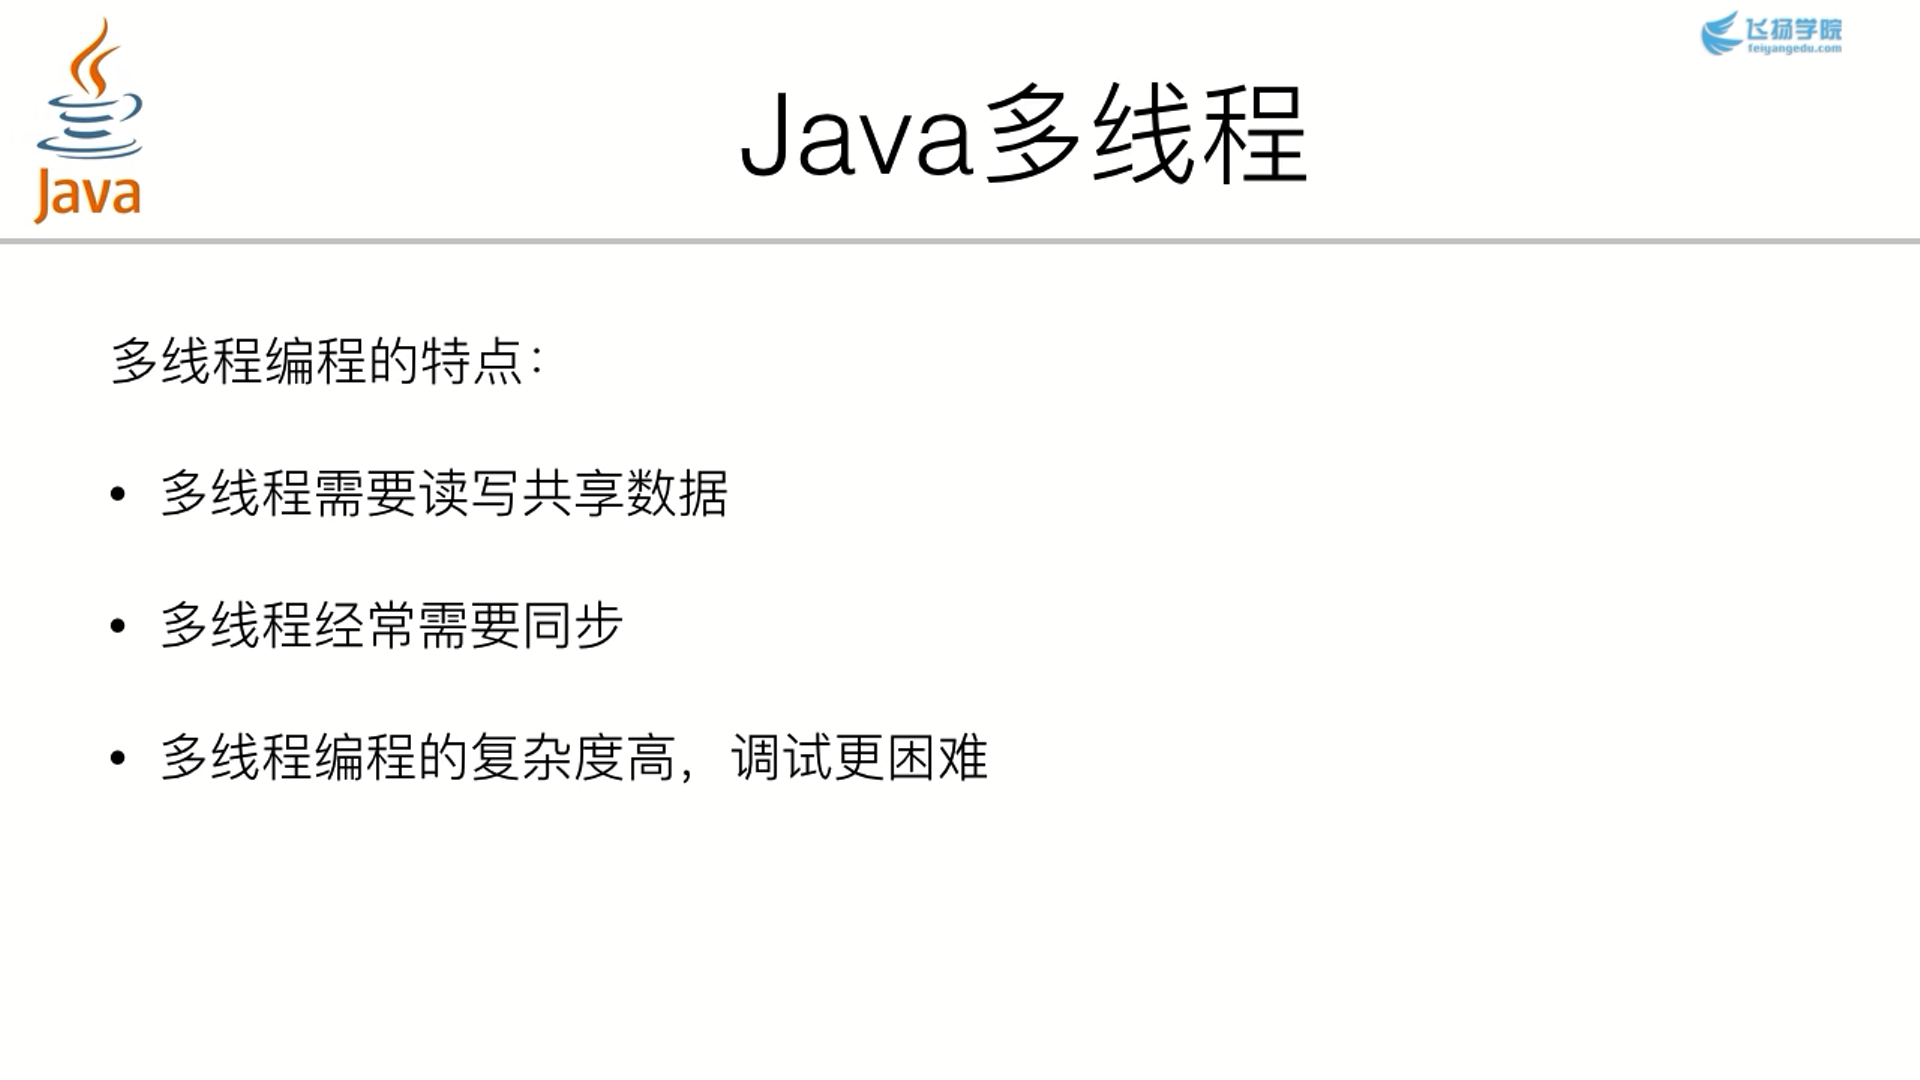 飞扬学院
feiyangedu.com
Java
Java多线程
多线程编程的特点：
• 多线程需要读写共享数据
• 多线程经常需要同步
• 多线程编程的复杂度高，调试更困难